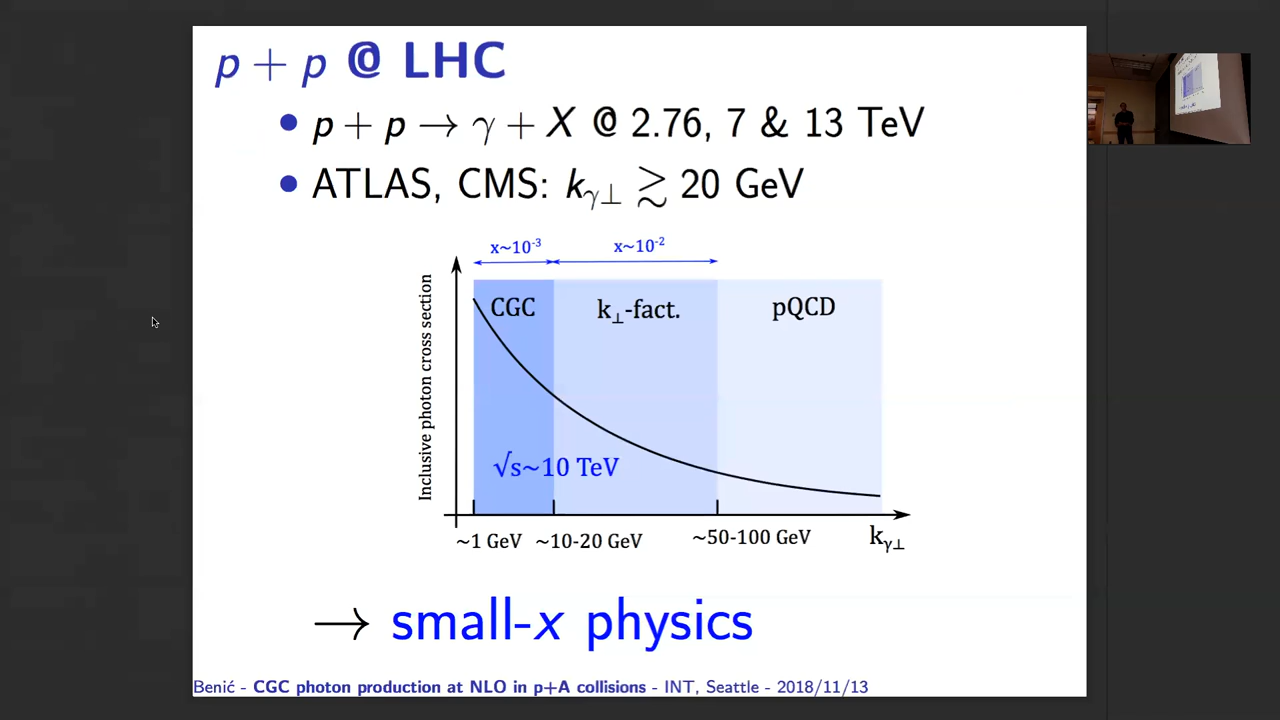 p + p @ LHC
• p + p → γ + X @ 2.76, 7 & 13 TeV
• ATLAS, CMS: kγ⊥ ≳ 20 GeV
x~10-3
x~10-2
Inclusive photon cross section
CGC
k⊥-fact.
pQCD
√s~10 TeV
~1 GeV
~10-20 GeV
~50-100 GeV
kγ⊥
→ small-x physics
Benić - CGC photon production at NLO in p+A collisions - INT, Seattle - 2018/11/13